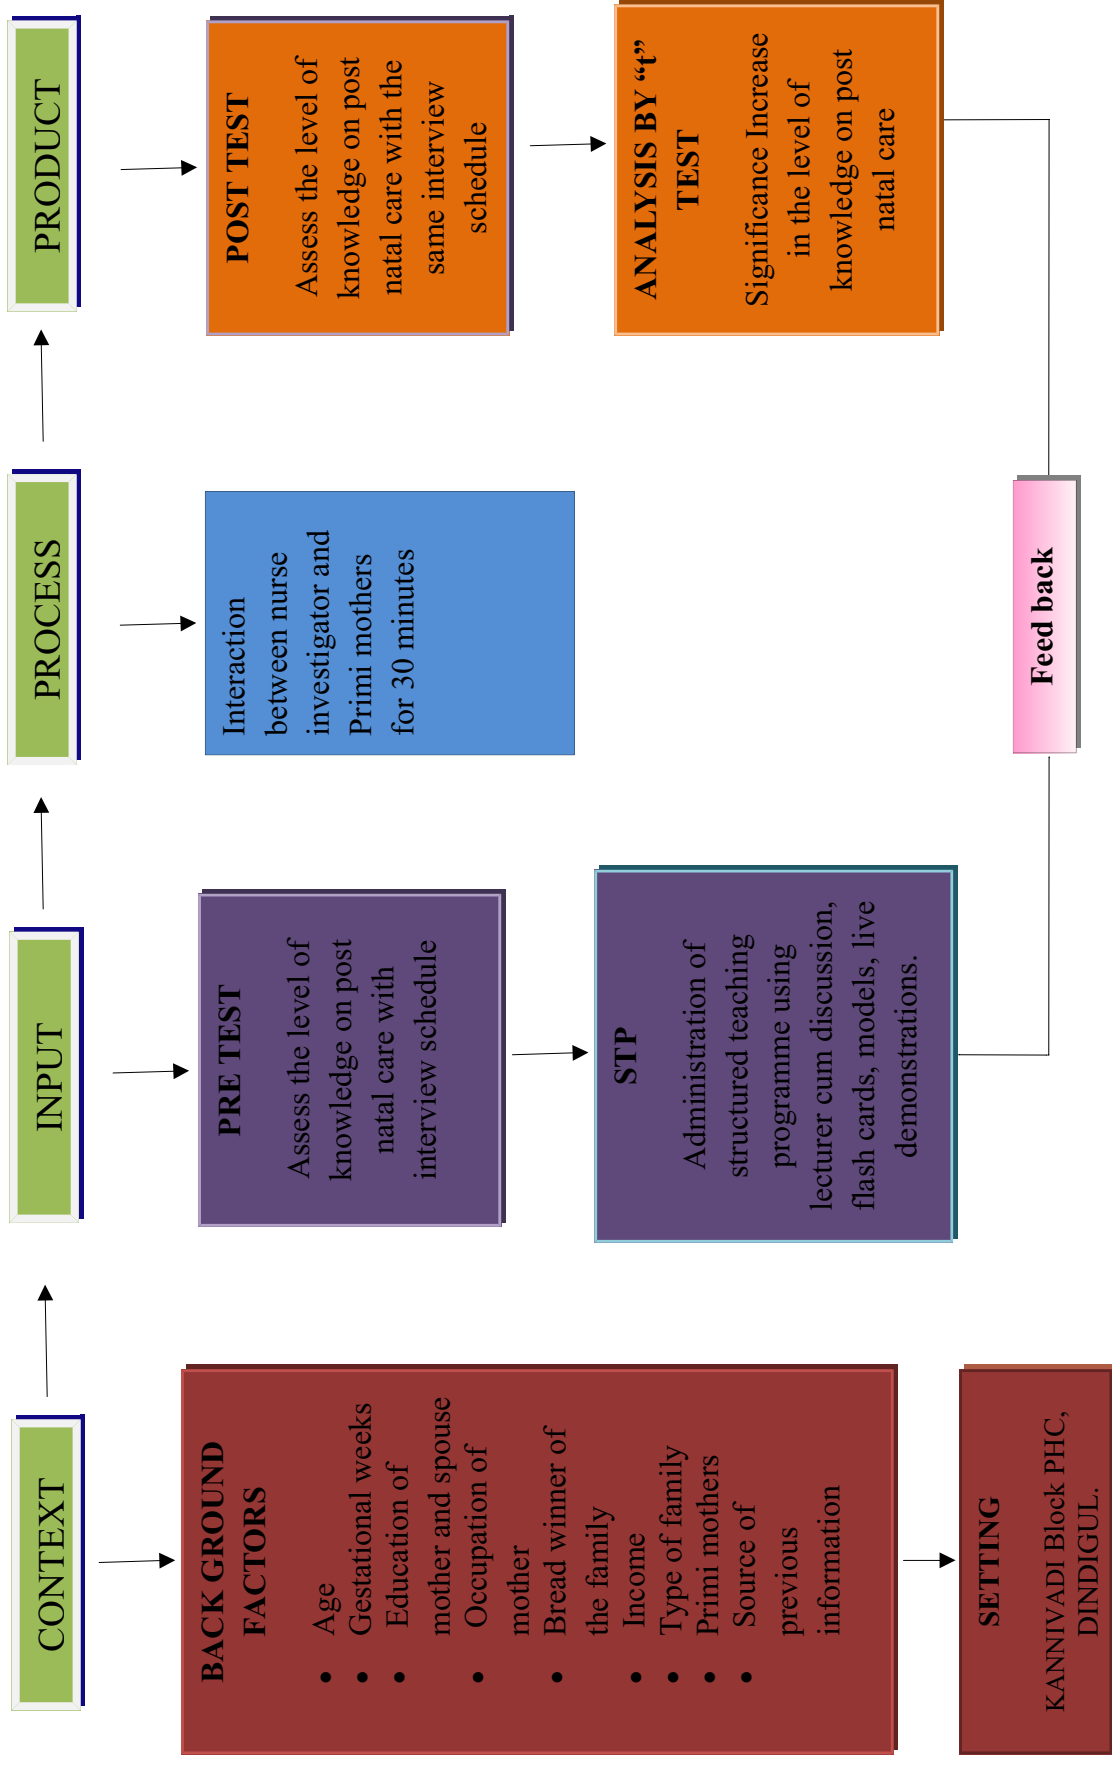 CONTEXT
BACK GROUND
FACTORS
• Age
• Gestational weeks
• Education of
mother and spouse
• Occupation of
mother
• Bread winner of
the family
• Income
• Type of family
• Primi mothers
• Source of
previous
information
SETTING
KANNIVADI Block PHC,
DINDIGUL.
INPUT
PRE TEST
Assess the level of
knowledge on post
natal care with
interview schedule
STP
Administration of
structured teaching
programme using
lecturer cum discussion,
flash cards, models, live
demonstrations.
PROCESS
Interaction
between nurse
investigator and
Primi mothers
for 30 minutes
PRODUCT
POST TEST
Assess the level of
knowledge on post
natal care with the
same interview
schedule
ANALYSIS BY “t”
TEST
Significance Increase
in the level of
knowledge on post
natal care
Feed back